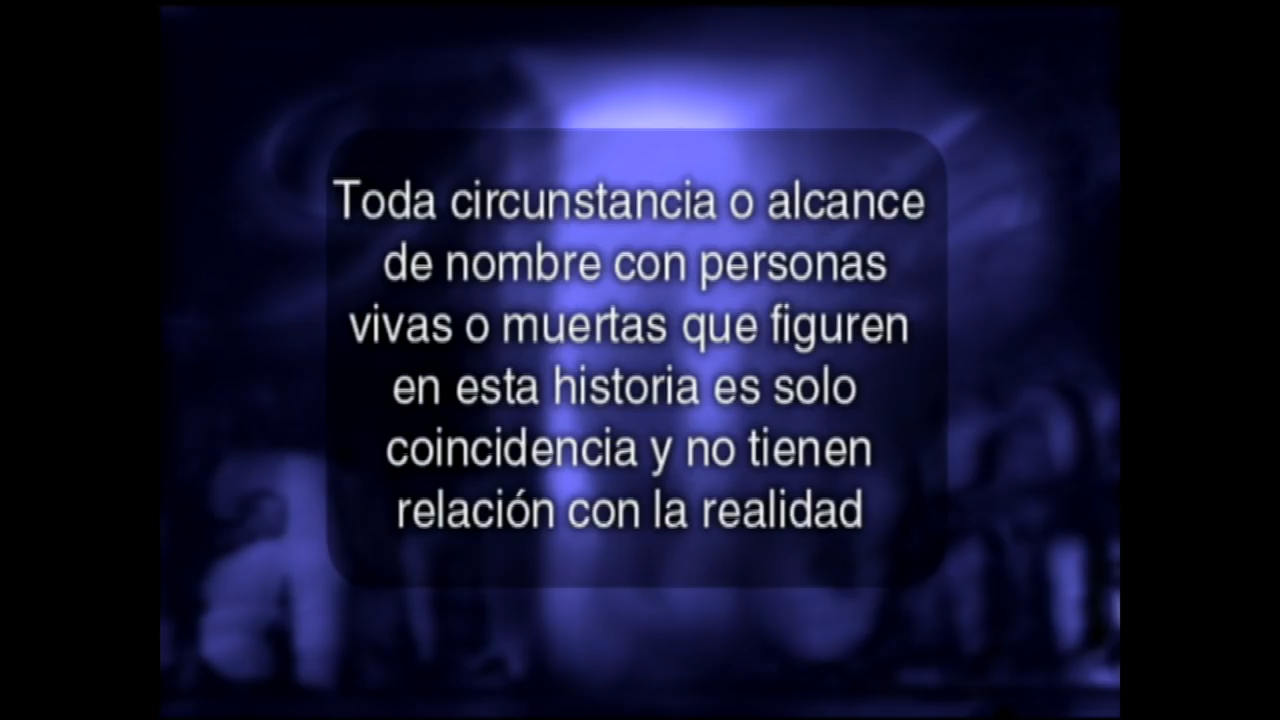 Toda circunstancia o alcance
de nombre con personas
vivas o muertas que figuren
en esta historia es solo
coincidencia y no tienen
relación con la realidad